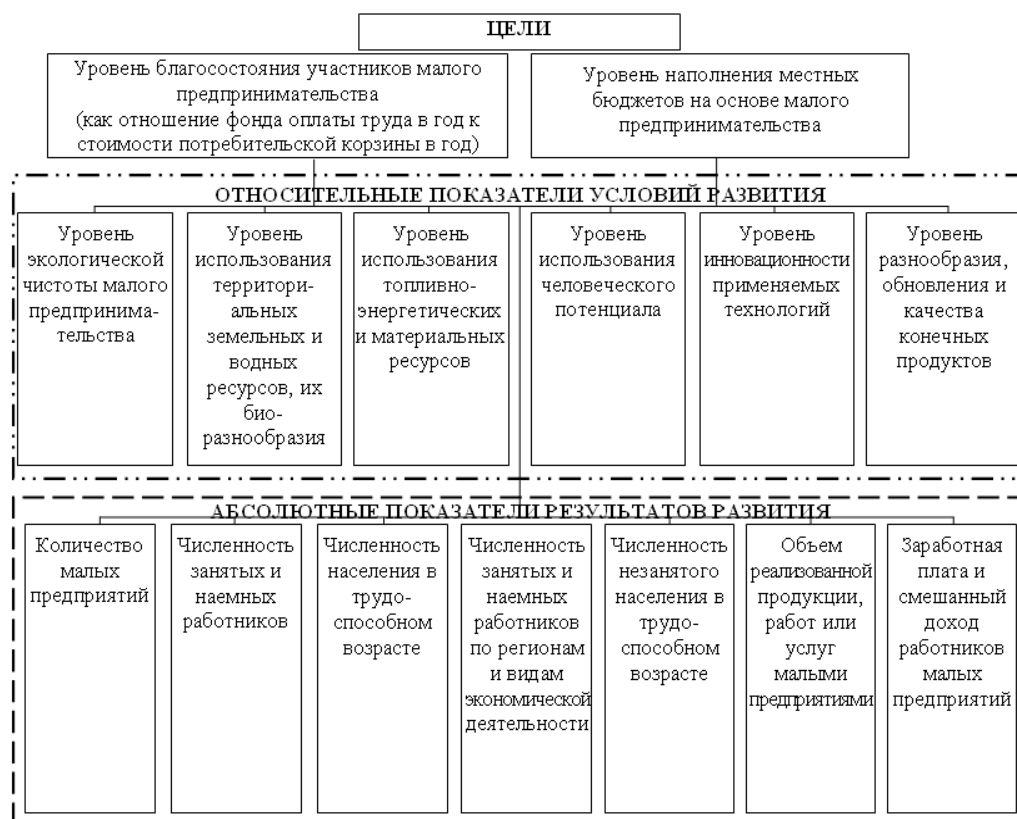 ЦЕЛИ
Уровень благосостояния участников малого
предпринимательства
(как отношение фонда оплаты труда в год к
стоимости потребительской корзины в год)
Уровень наполнения местных
бюджетов на основе малого
предпринимательства
ОТНОСИТЕЛЬНЫЕ ПОКАЗАТЕЛИ УСЛОВИЙ РАЗВИТИЯ
Уровень
экологической
чистоты малого
предпринима-
тельства
Уровень
использования
территори-
альных
земельных и
водных
ресурсов, их
био-
разнообразия
Уровень
использования
топливно-
энергетических
и материальных
ресурсов
Уровень
использования
человеческого
потенциала
Уровень
инновационности
применяемых
технологий
Уровень
разнообразия,
обновления и
качества
конечных
продуктов
АБСОЛЮТНЫЕ ПОКАЗАТЕЛИ РЕЗУЛЬТАТОВ РАЗВИТИЯ
Количество
малых
предприятий
Численность
занятых и
наемных
работников
Численность
населения в
трудо-
способном
возрасте
Численность
занятых и
наемных
работников
по регионам
и видам
экономической
деятельности
Численность
незанятого
населения в
трудо-
способном
возрасте
Объем
реализованной
продукции,
работ или
услуг
малыми
предприятиями
Заработная
плата и
смешанный
доход
работников
малых
предприятий